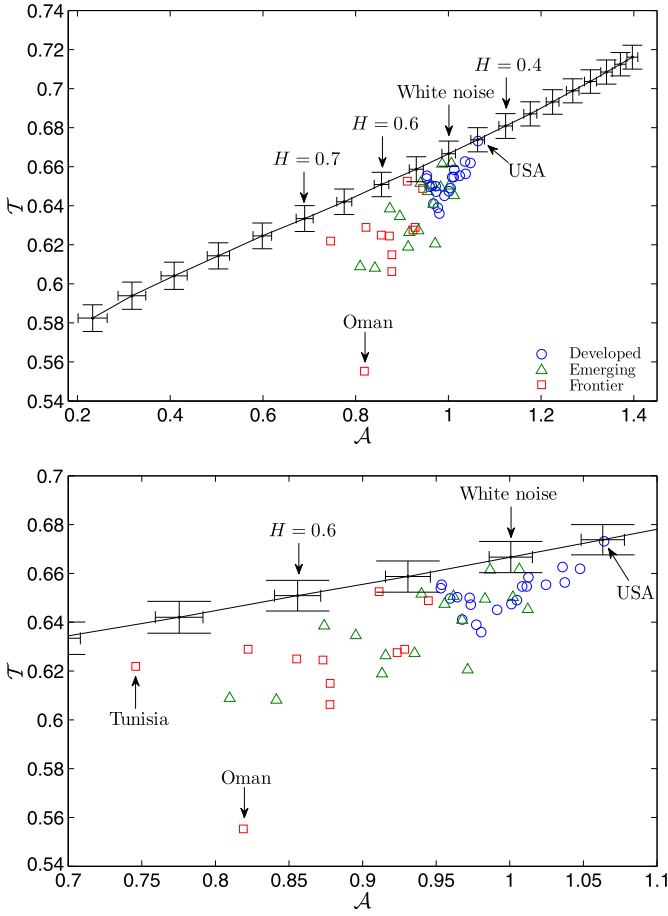 0.74
0.72
H = 0.4
0.7
White noise
0.68
H = 0.6
H = 0.7
USA
0.66
𝒯
0.64
0.62
0.6
Oman
0.58
Developed
0.56
Emerging
Frontier
0.54
0.2 0.4 0.6 0.8 1 1.2 1.4
𝒜
0.7
White noise
0.68
H = 0.6
0.66
USA
0.64
𝒯
0.62
Tunisia
0.6
0.58
Oman
0.56
0.54
0.7 0.75 0.8 0.85 0.9 0.95 1 1.05 1.1
𝒜